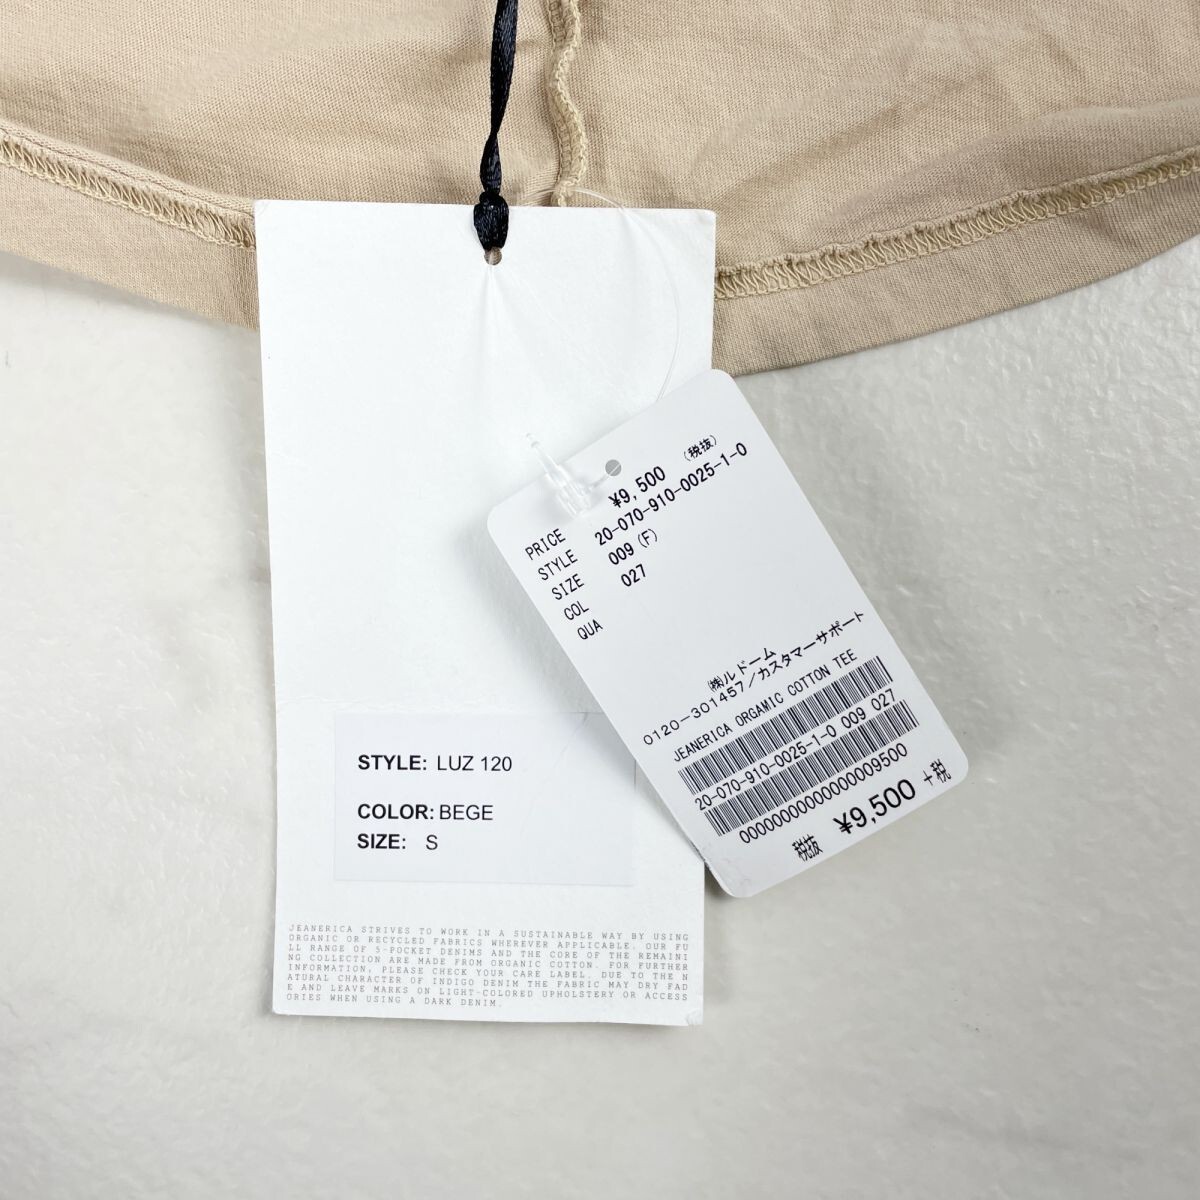 STYLE: LUZ 120
COLOR: BEGE
SIZE: S
JEANERICA STRIVES TO WORK IN A SUSTAINABLE WAY BY USING
ORGANIC OR RECYCLED FABRICS WHEREVER APPLICABLE. OUR FU
LL RANGE OF 5-POCKET DENIMS AND THE CORE OF THE REMAINI
NG COLLECTION ARE MADE FROM ORGANIC COTTON. FOR FURTHER
INFORMATION, PLEASE CHECK YOUR CARE LABEL. DUE TO THE N
ATURAL CHARACTER OF INDIGO DENIM THE FABRIC MAY DRY FAD
E AND LEAVE MARKS ON LIGHT-COLORED UPHOLSTERY OR ACCESS
ORIES WHEN USING A DARK DENIM.
PRICE ¥9,500 (税抜)
STYLE 20-070-910-0025-1-0
SIZE 009 (F)
COL 027
QUA
㈱ルドーム
0120-301457/カスタマーサポート
JEANERICA ORGAMIC COTTON TEE
20-070-910-0025-1-0 009 027
0000000000000009500
税抜 ¥9,500 +税